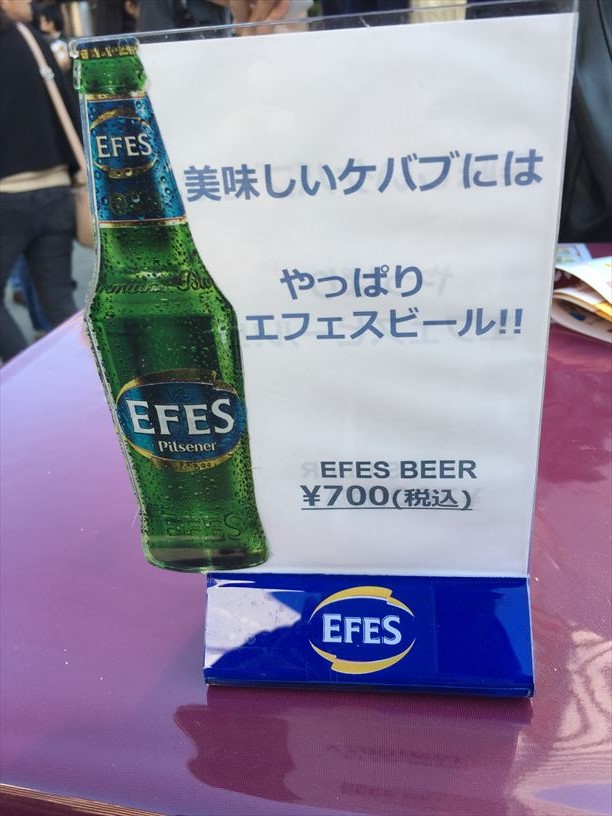 EFES
美味しいケバブには
やっぱり
エフェスビール!!
EFES
Pilsener
EFES BEER
¥700(税込)
EFES
EFES